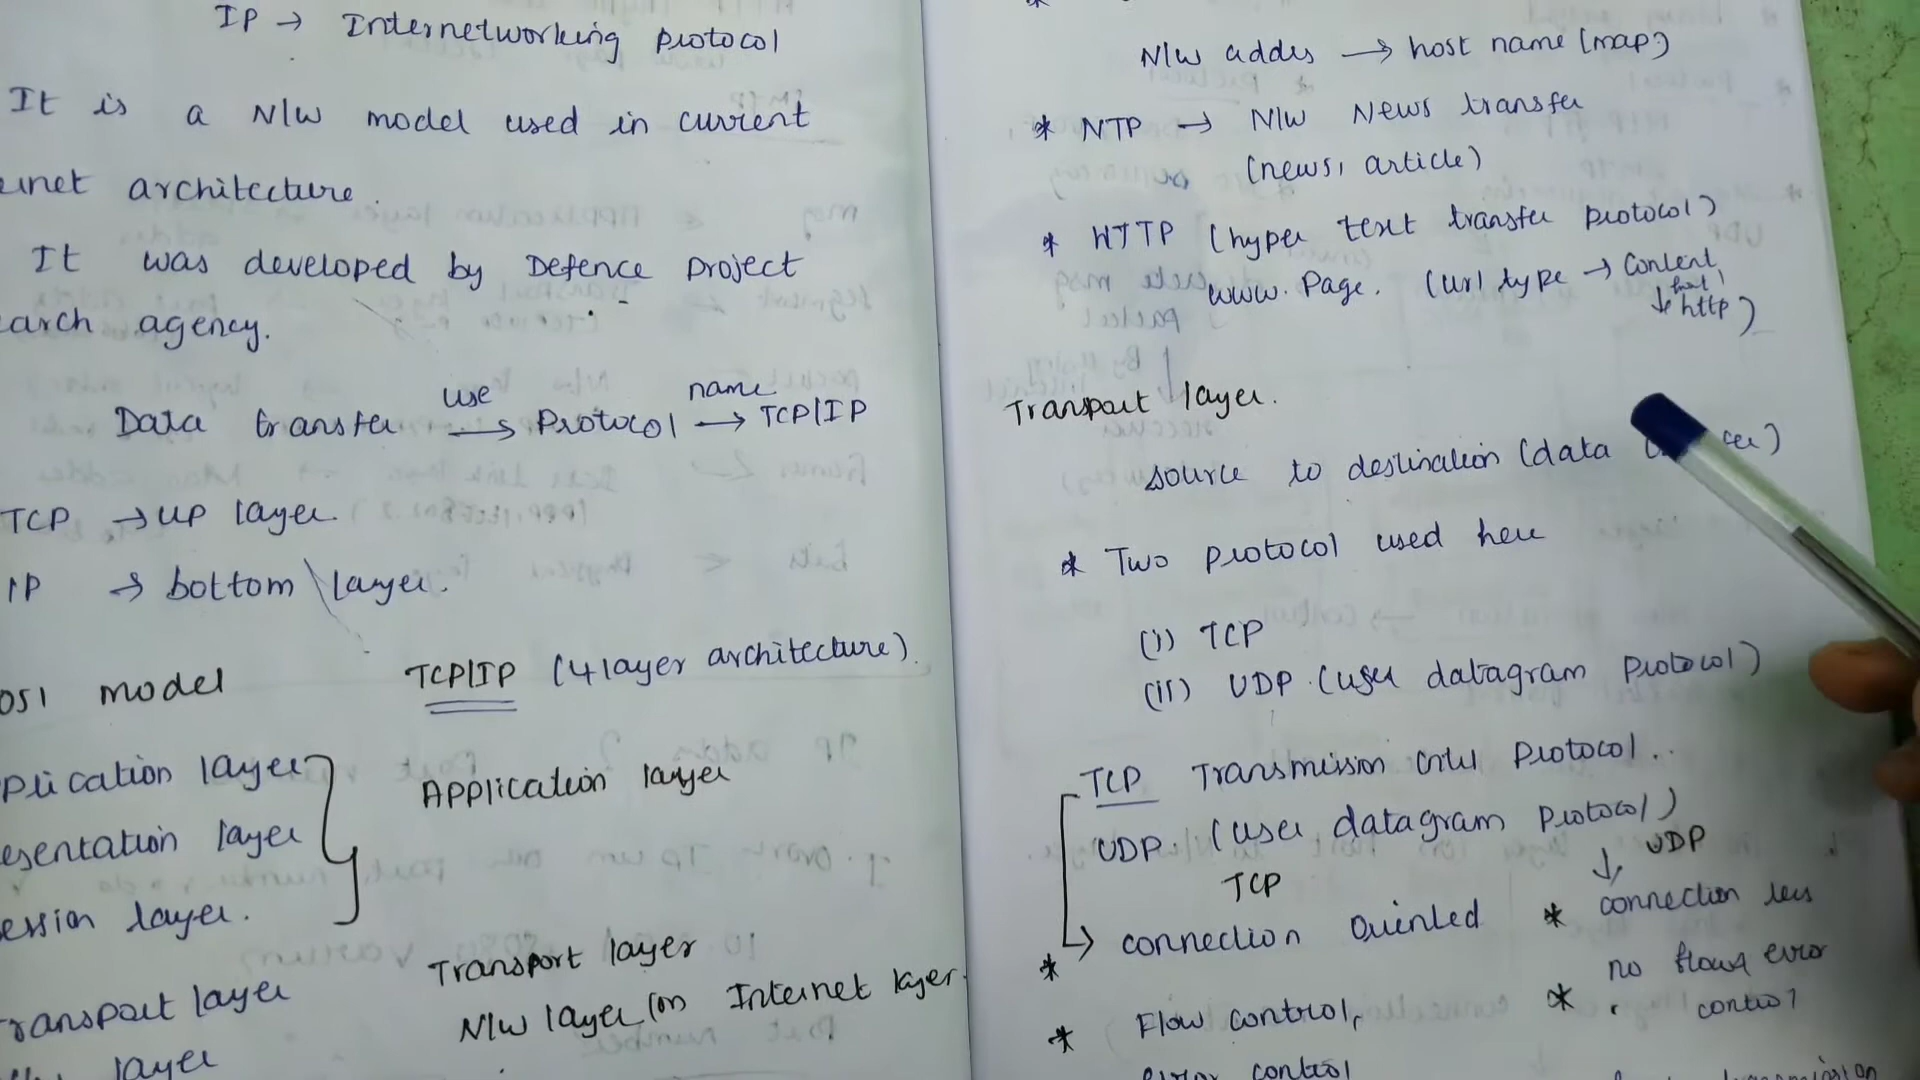 IP → Internetworking protocol
It is a N/w model used in current
architecture.
It was developed by Defence project
agency.
Data transfer use → Protocol name → TCP/IP
TCP → up layer.
IP → bottom layer.
OSI model TCP/IP (4 layer architecture).
plication layer Application layer
esentation layer
ession layer.
Transport layer
ransport layer
N/w layer (or) Internet layer
layer
N/w addrs → host name (map)
* NTP → N/w News transfer
(news, article)
* HTTP (hyper text transfer protocol)
www. Page. (url type → Content
↓ http)
Transport layer.
source to destination (data
* Two protocol used here
(i) TCP
(ii) UDP (user datagram protocol)
TCP Transmission cntrl Protocol..
UDP. (user datagram protocol)
TCP ↓ UDP
→ connection Oriented * connection less
* no flow & error
* Flow control, * control
error control